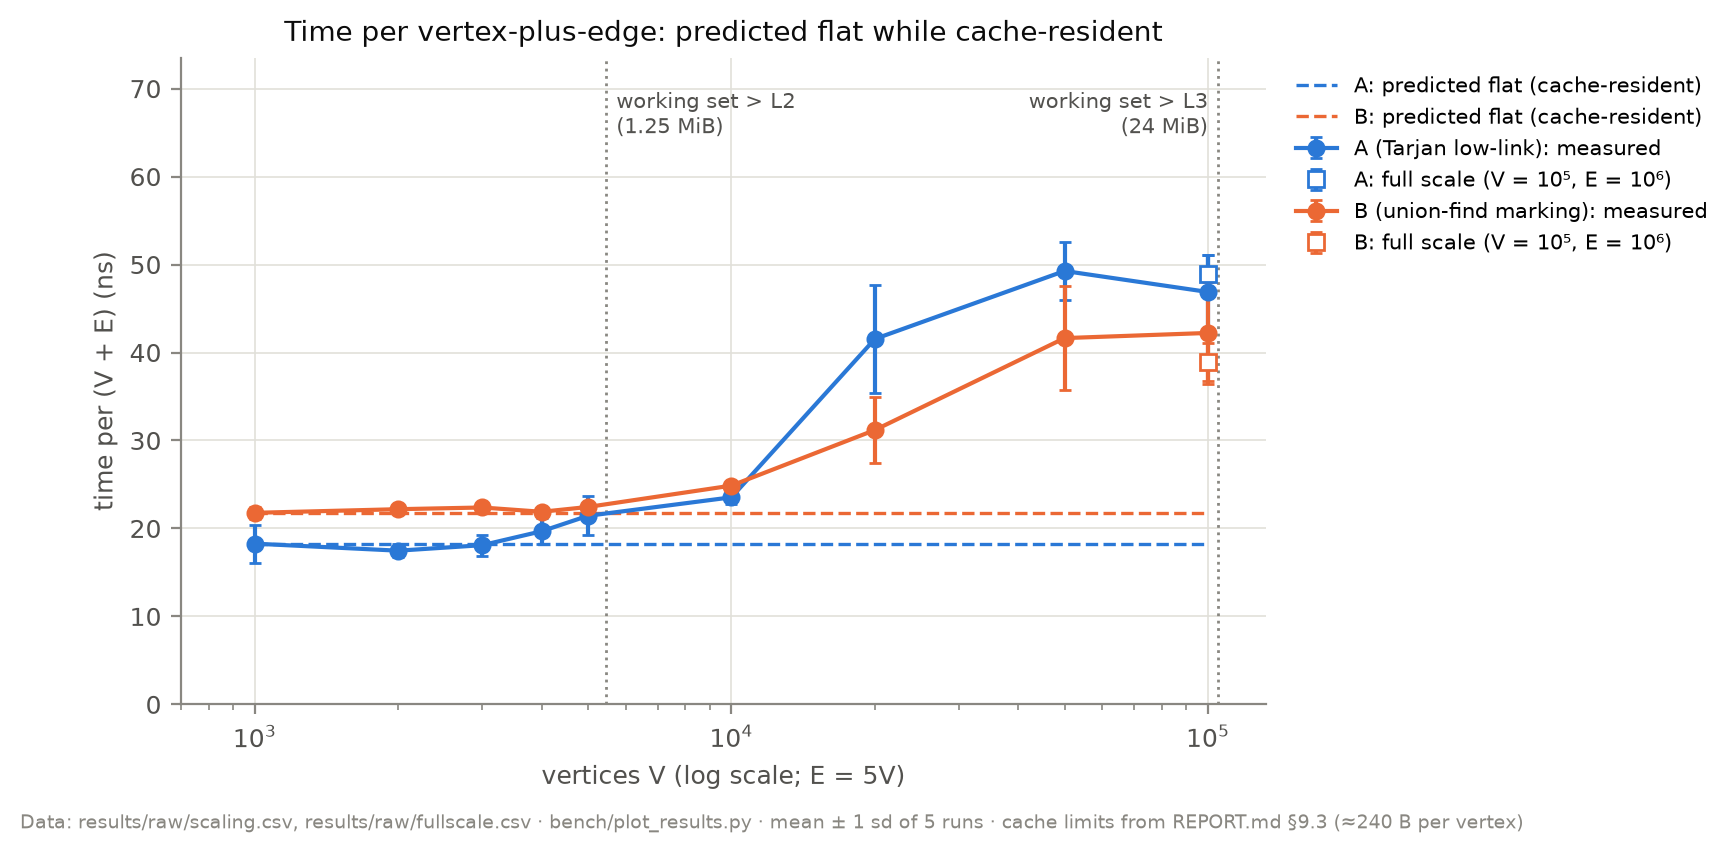 Time per vertex-plus-edge: predicted flat while cache-resident
time per (V + E) (ns)
70
60
50
40
30
20
10
0
working set > L2
(1.25 MiB)
working set > L3
(24 MiB)
A: predicted flat (cache-resident)
B: predicted flat (cache-resident)
A (Tarjan low-link): measured
A: full scale (V = 10⁵, E = 10⁶)
B (union-find marking): measured
B: full scale (V = 10⁵, E = 10⁶)
10³
10⁴
10⁵
vertices V (log scale; E = 5V)
Data: results/raw/scaling.csv, results/raw/fullscale.csv · bench/plot_results.py · mean ± 1 sd of 5 runs · cache limits from REPORT.md §9.3 (≈240 B per vertex)